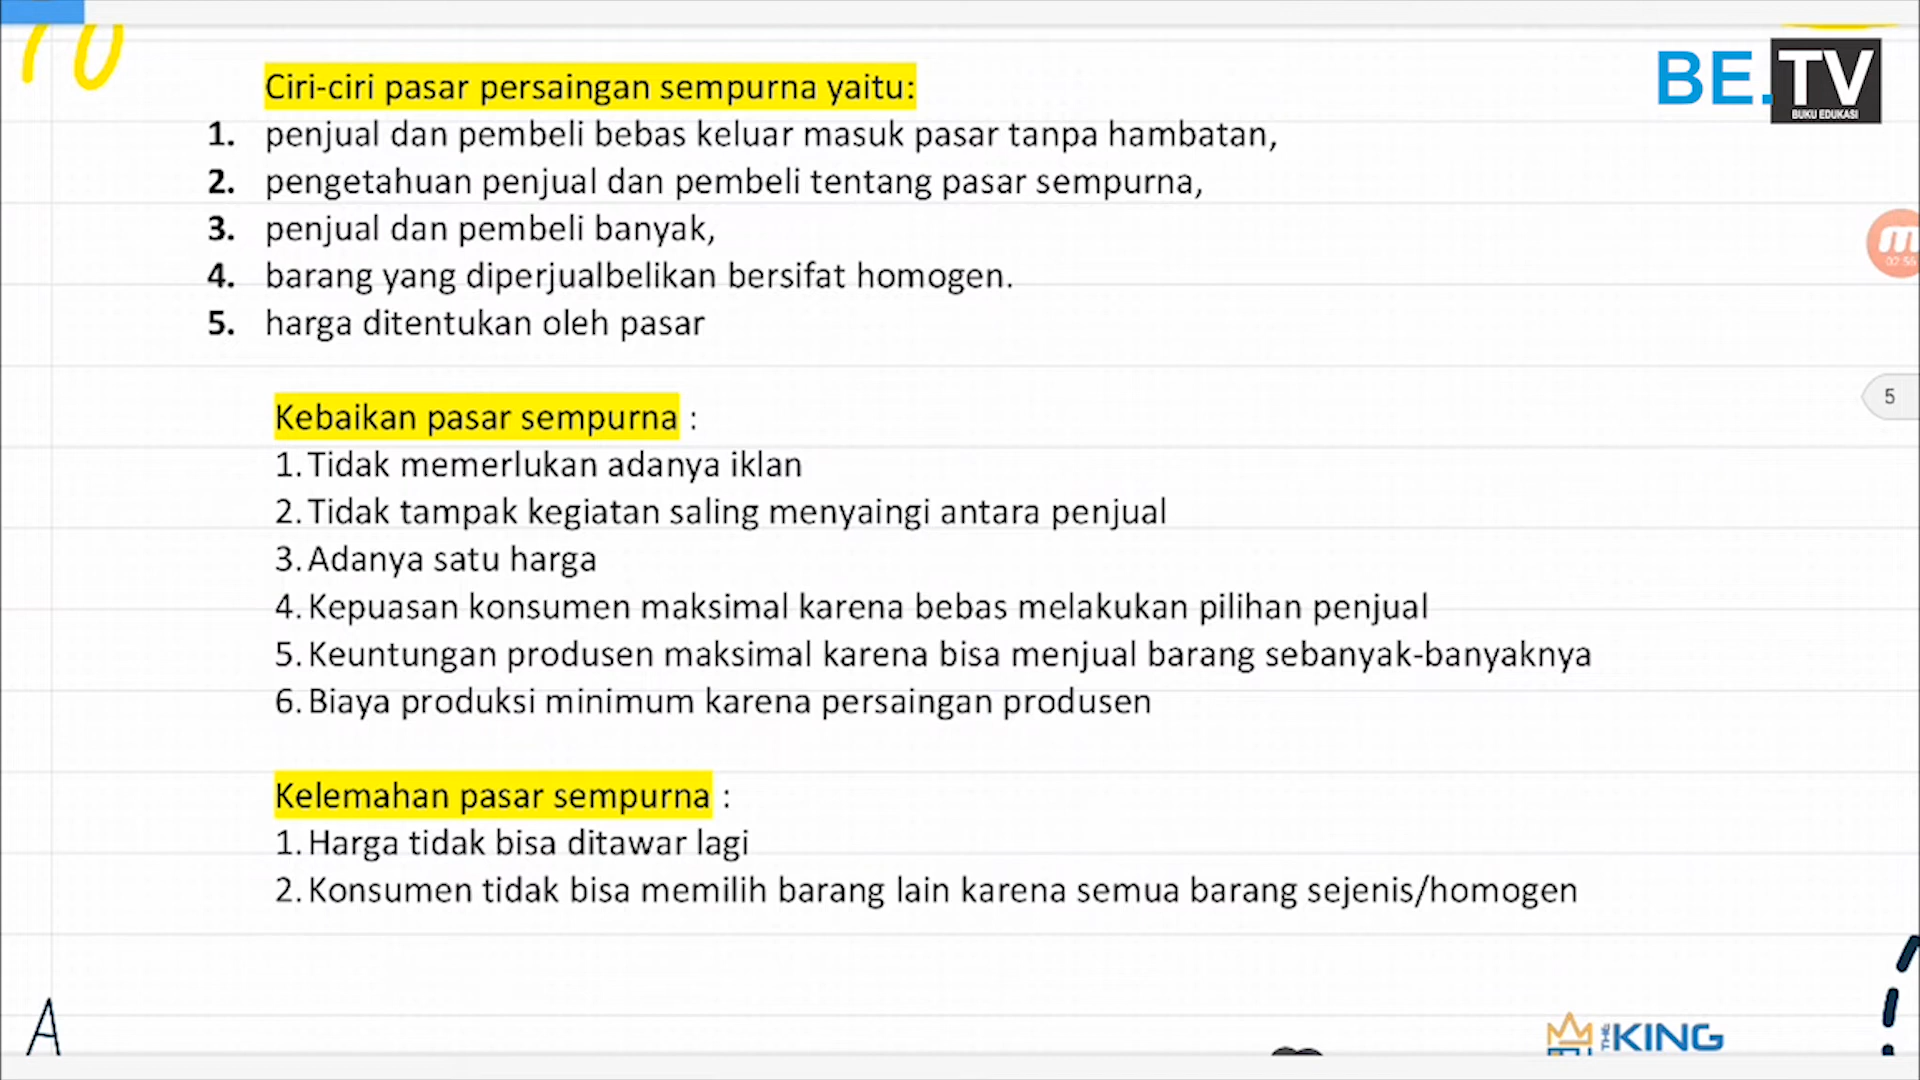 BE.TV
BUKU EDUKASI
Ciri-ciri pasar persaingan sempurna yaitu:
1. penjual dan pembeli bebas keluar masuk pasar tanpa hambatan,
2. pengetahuan penjual dan pembeli tentang pasar sempurna,
3. penjual dan pembeli banyak,
4. barang yang diperjualbelikan bersifat homogen.
5. harga ditentukan oleh pasar
02:56
5
Kebaikan pasar sempurna :
1. Tidak memerlukan adanya iklan
2. Tidak tampak kegiatan saling menyaingi antara penjual
3. Adanya satu harga
4. Kepuasan konsumen maksimal karena bebas melakukan pilihan penjual
5. Keuntungan produsen maksimal karena bisa menjual barang sebanyak-banyaknya
6. Biaya produksi minimum karena persaingan produsen
Kelemahan pasar sempurna :
1. Harga tidak bisa ditawar lagi
2. Konsumen tidak bisa memilih barang lain karena semua barang sejenis/homogen
A
THE KING